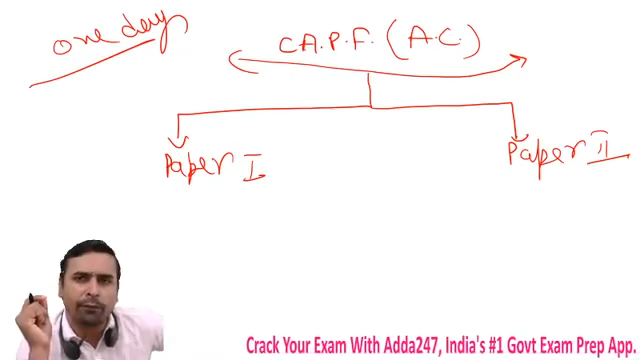 one day
C.A.P.F. (A.C.)
Paper I
Paper II
Crack Your Exam With Adda247, India's #1 Govt Exam Prep App.